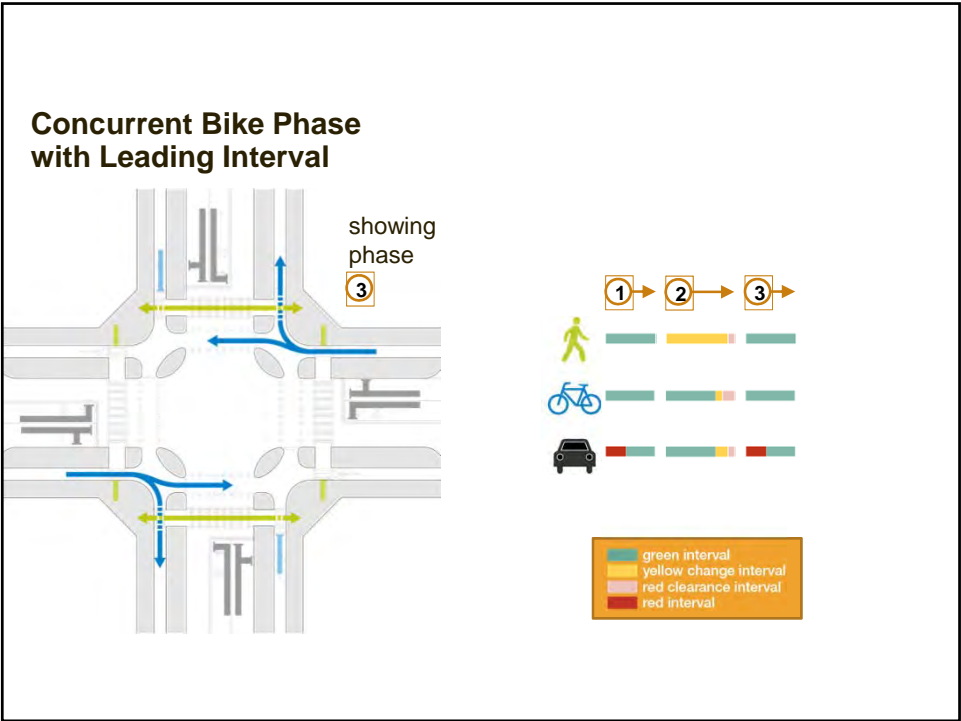 Concurrent Bike Phase
with Leading Interval
showing
phase
3
1 2 3
green interval
yellow change interval
red clearance interval
red interval